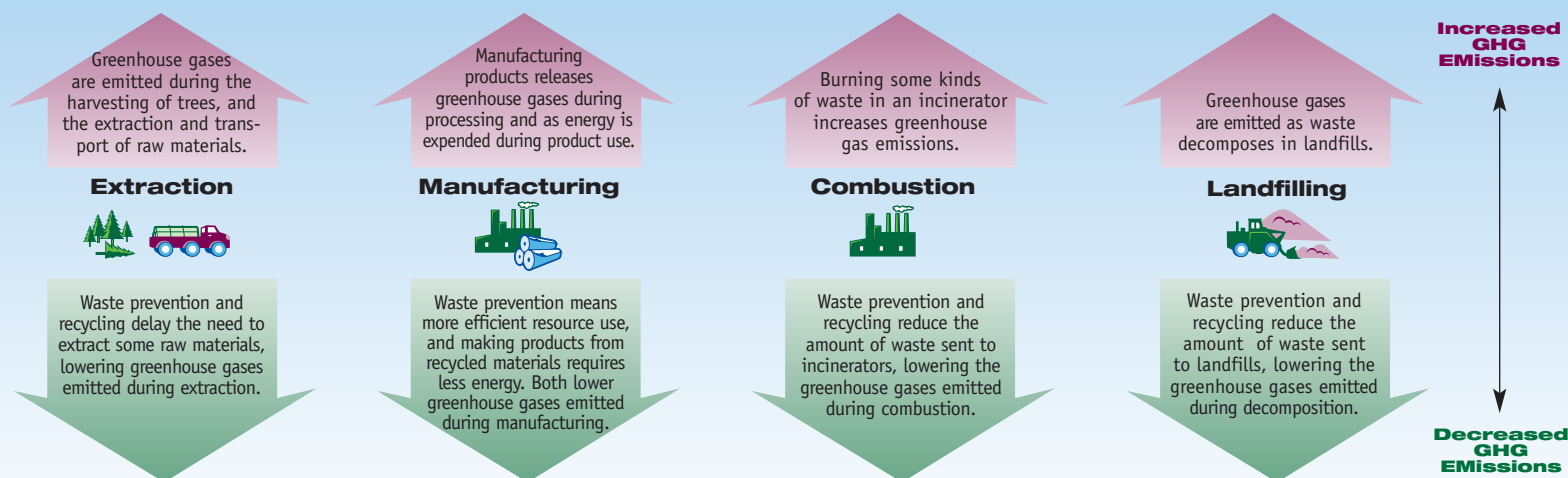 Greenhouse gases
are emitted during the
harvesting of trees, and
the extraction and trans-
port of raw materials.
Manufacturing
products releases
greenhouse gases during
processing and as energy is
expended during product use.
Burning some kinds
of waste in an incinerator
increases greenhouse
gas emissions.
Greenhouse gases
are emitted as waste
decomposes in landfills.
Increased
GHG
EMissions
Extraction
Manufacturing
Combustion
Landfilling
Waste prevention and
recycling delay the need to
extract some raw materials,
lowering greenhouse gases
emitted during extraction.
Waste prevention means
more efficient resource use,
and making products from
recycled materials requires
less energy. Both lower
greenhouse gases emitted
during manufacturing.
Waste prevention and
recycling reduce the
amount of waste sent to
incinerators, lowering the
greenhouse gases emitted
during combustion.
Waste prevention and
recycling reduce the
amount of waste sent
to landfills, lowering the
greenhouse gases emitted
during decomposition.
Decreased
GHG
EMissions